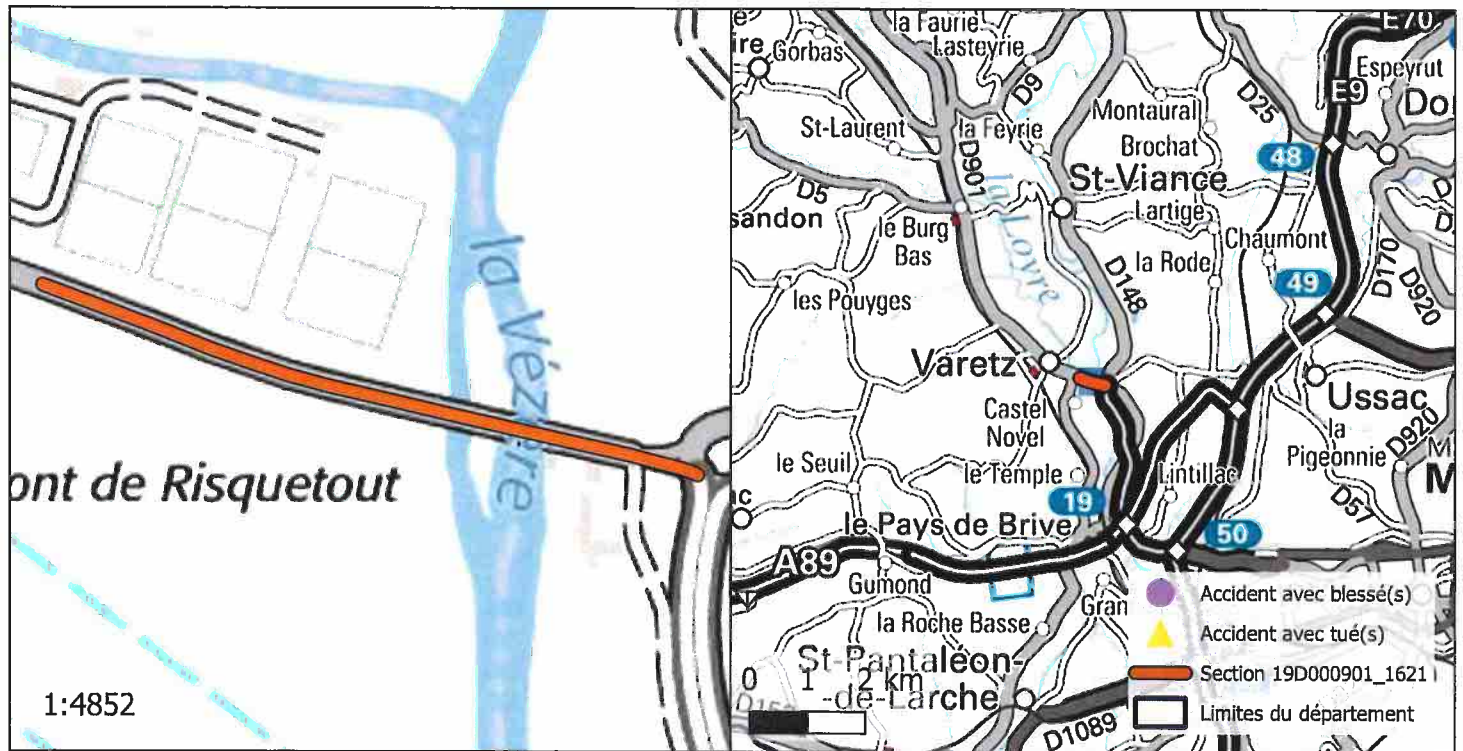 la Vézère
ont de Risquetout
1:4852
la Faurie
E70
ire
Gorbas
Lasteyrie
D9
Espeyrut
E9
D25
Montaural
Do
St-Laurent
la Feyrie
Brochat
48
D901
St-Viance
D5
la Loyre
Lartige
sandon
le Burg
Bas
Chaumont
la Rode
49
D170
les Pouyges
D148
D920
Varetz
Ussac
Castel
Novel
la
Pigeonnie
D920
le Seuil
le Temple
Lintillac
M
19
D57
le Pays de Brive
50
A89
Gumond
Gran
la Roche Basse
St-Pantaléon-
-de-Larche
0 1 2 km
D1089
Accident avec blessé(s)
Accident avec tué(s)
Section 19D000901_1621
Limites du département